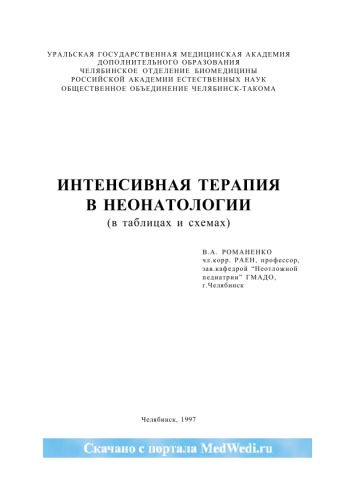 УРАЛЬСКАЯ ГОСУДАРСТВЕННАЯ МЕДИЦИНСКАЯ АКАДЕМИЯ
ДОПОЛНИТЕЛЬНОГО ОБРАЗОВАНИЯ
ЧЕЛЯБИНСКОЕ ОТДЕЛЕНИЕ БИОМЕДИЦИНЫ
РОССИЙСКОЙ АКАДЕМИИ ЕСТЕСТВЕННЫХ НАУК
ОБЩЕСТВЕННОЕ ОБЪЕДИНЕНИЕ ЧЕЛЯБИНСК-ТАКОМА
ИНТЕНСИВНАЯ ТЕРАПИЯ
В НЕОНАТОЛОГИИ
(в таблицах и схемах)
В.А. РОМАНЕНКО
чл.корр. РАЕН, профессор,
зав.кафедрой “Неотложной
педиатрии” ГМАДО,
г.Челябинск
Челябинск, 1997
Скачано с портала MedWedi.ru